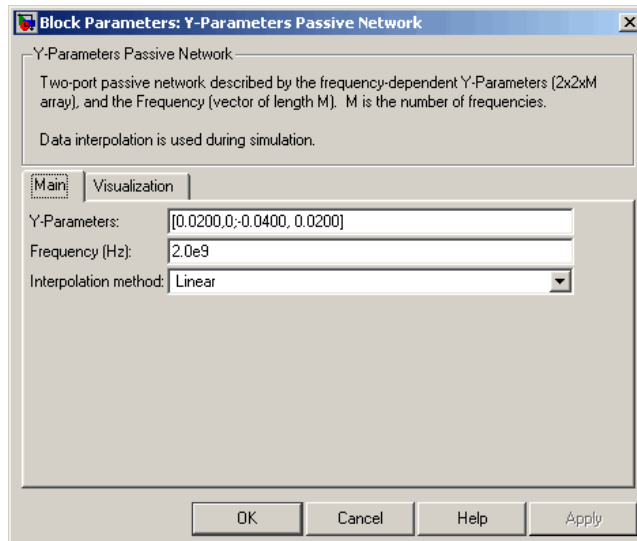 Block Parameters: Y-Parameters Passive Network
Y-Parameters Passive Network
Two-port passive network described by the frequency-dependent Y-Parameters (2x2xM
array), and the Frequency (vector of length M). M is the number of frequencies.
Data interpolation is used during simulation.
Main Visualization
Y-Parameters: [0.0200,0;-0.0400, 0.0200]
Frequency (Hz): 2.0e9
Interpolation method: Linear
OK Cancel Help Apply